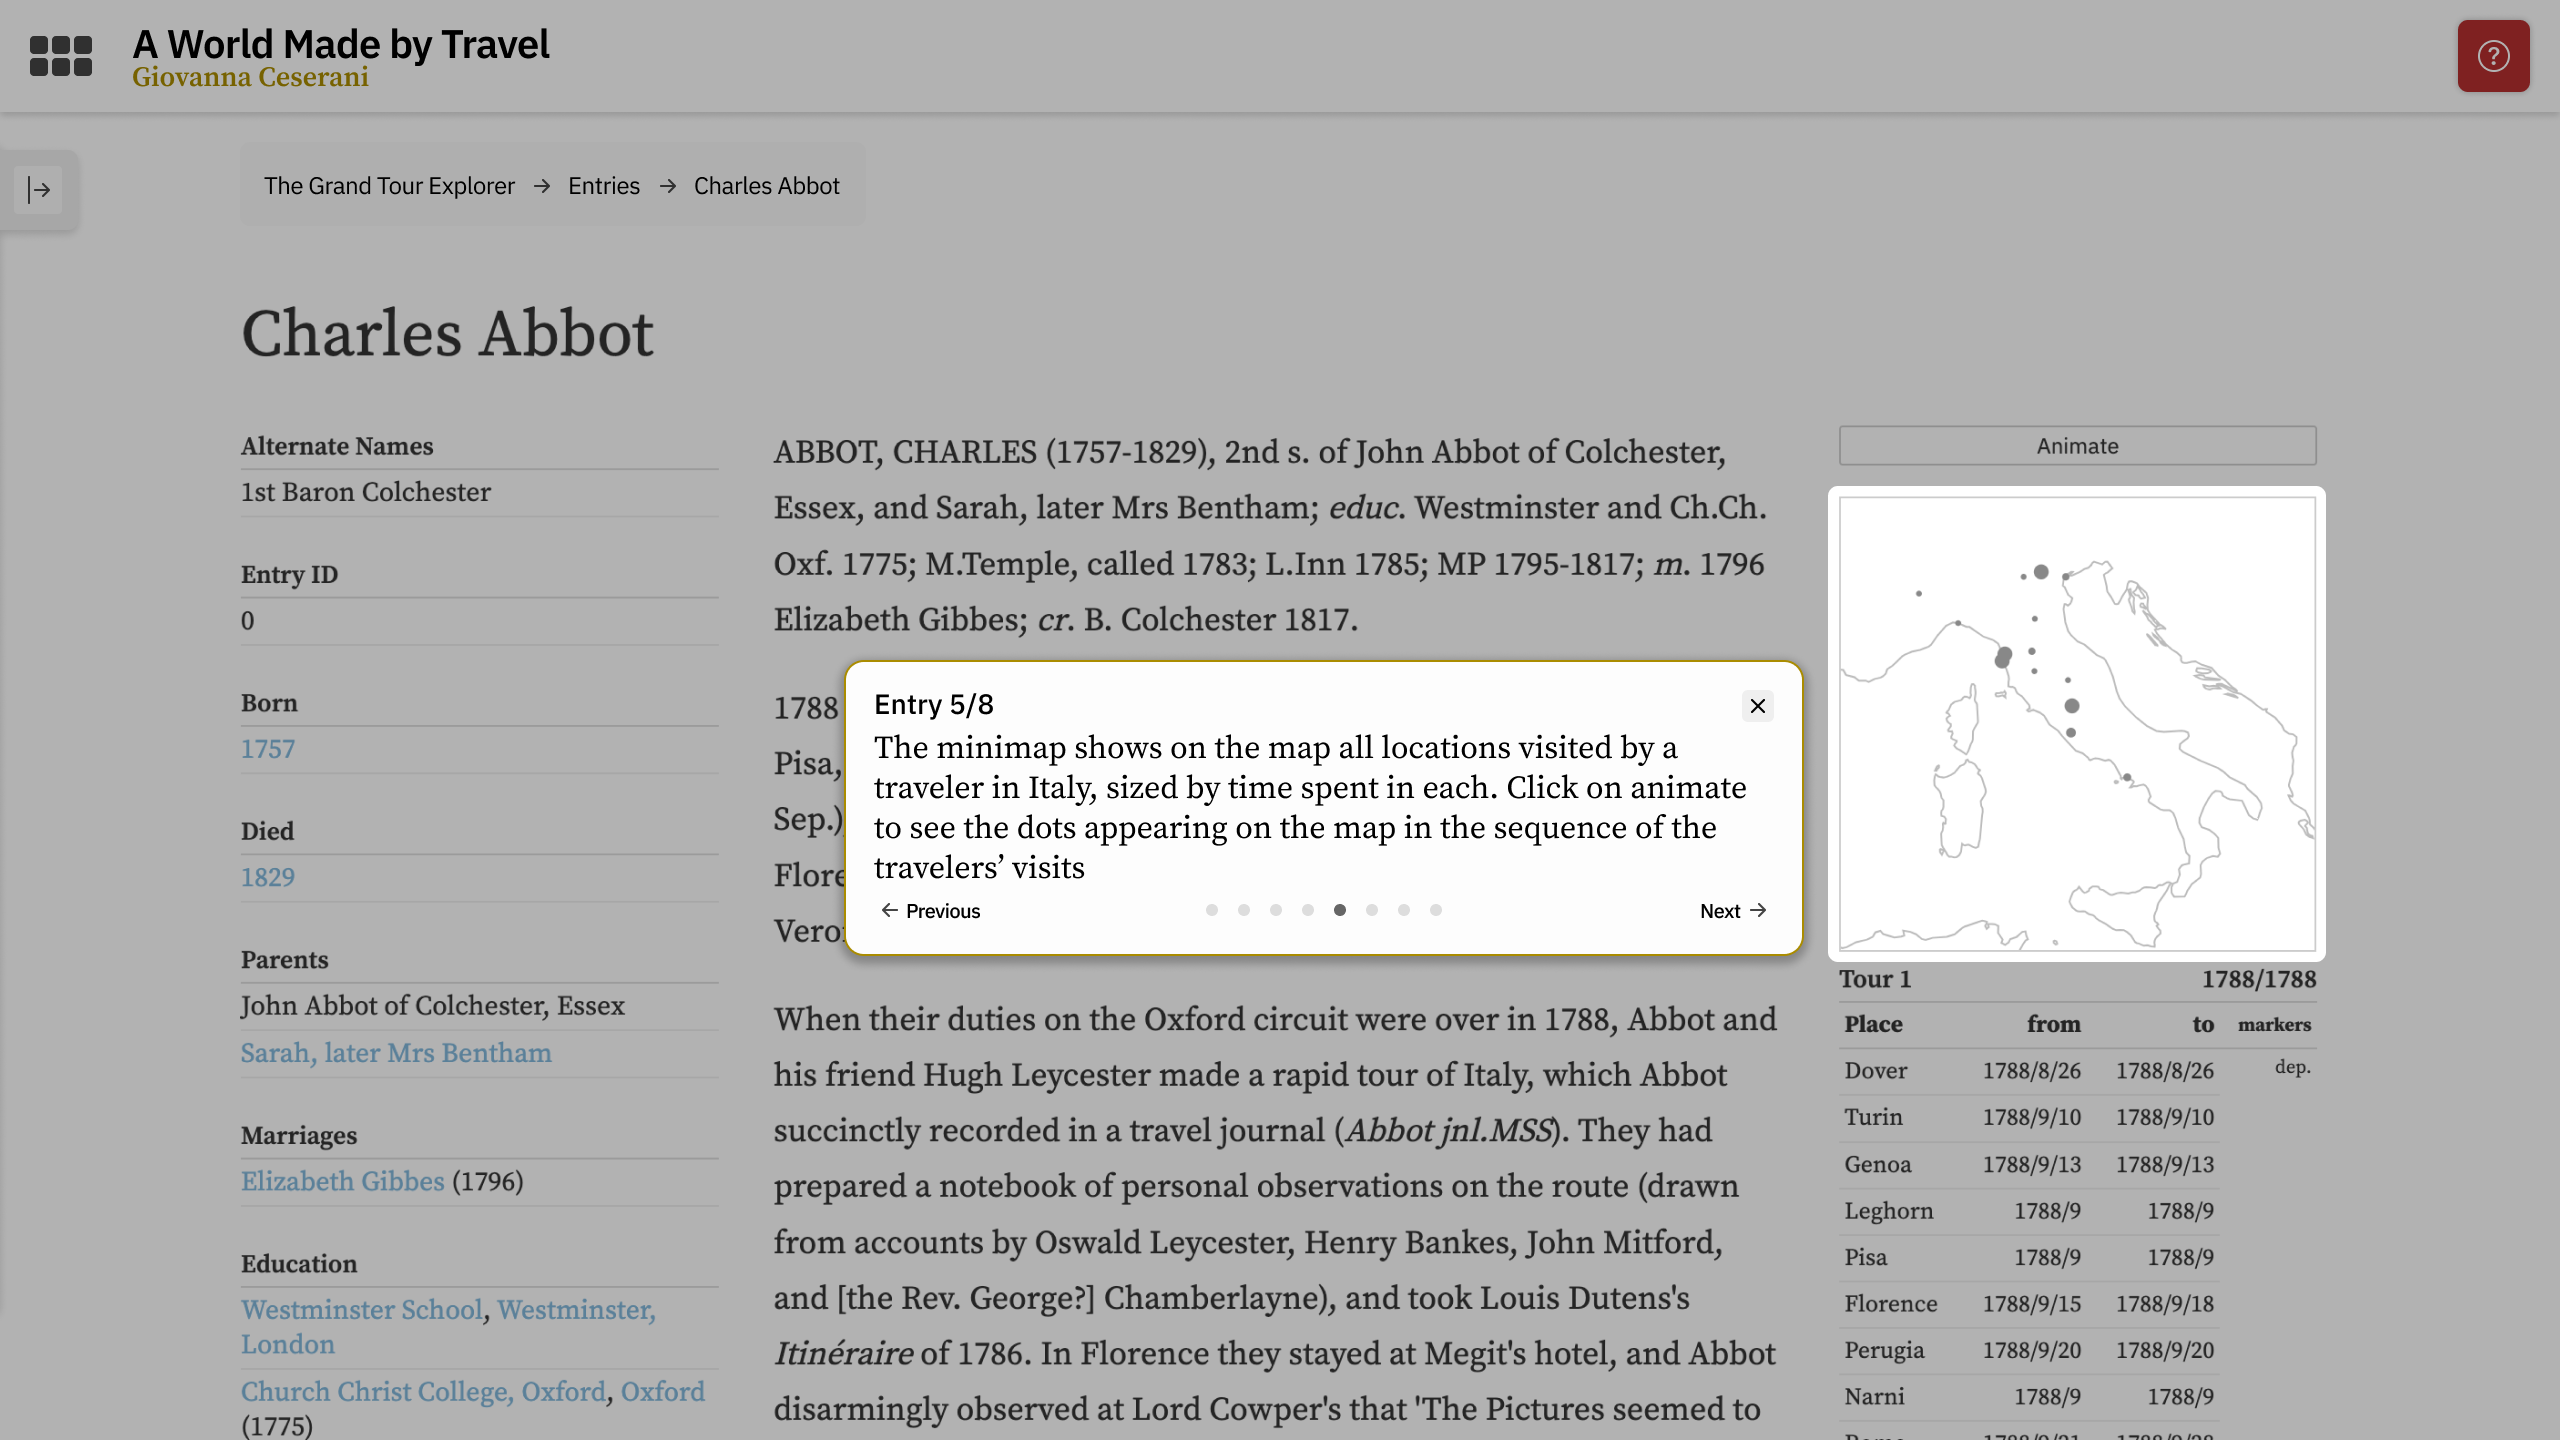 A World Made by Travel
Giovanna Ceserani
The Grand Tour Explorer → Entries → Charles Abbot
Charles Abbot
Alternate Names
1st Baron Colchester
Entry ID
0
Born
1757
Died
1829
Parents
John Abbot of Colchester, Essex
Sarah, later Mrs Bentham
Marriages
Elizabeth Gibbes (1796)
Education
Westminster School, Westminster,
London
Church Christ College, Oxford, Oxford
(1775)
ABBOT, CHARLES (1757-1829), 2nd s. of John Abbot of Colchester,
Essex, and Sarah, later Mrs Bentham; educ. Westminster and Ch.Ch.
Oxf. 1775; M.Temple, called 1783; L.Inn 1785; MP 1795-1817; m. 1796
Elizabeth Gibbes; cr. B. Colchester 1817.
1788
Pisa,
Sep.)
Entry 5/8
The minimap shows on the map all locations visited by a
traveler in Italy, sized by time spent in each. Click on animate
to see the dots appearing on the map in the sequence of the
travelers’ visits
← Previous
Next →
When their duties on the Oxford circuit were over in 1788, Abbot and
his friend Hugh Leycester made a rapid tour of Italy, which Abbot
succinctly recorded in a travel journal (Abbot jnl.MSS). They had
prepared a notebook of personal observations on the route (drawn
from accounts by Oswald Leycester, Henry Bankes, John Mitford,
and [the Rev. George?] Chamberlayne), and took Louis Dutens's
Itinéraire of 1786. In Florence they stayed at Megit's hotel, and Abbot
disarmingly observed at Lord Cowper's that 'The Pictures seemed to
Animate
Tour 1 1788/1788
Place from to markers
Dover 1788/8/26 1788/8/26 dep.
Turin 1788/9/10 1788/9/10
Genoa 1788/9/13 1788/9/13
Leghorn 1788/9 1788/9
Pisa 1788/9 1788/9
Florence 1788/9/15 1788/9/18
Perugia 1788/9/20 1788/9/20
Narni 1788/9 1788/9